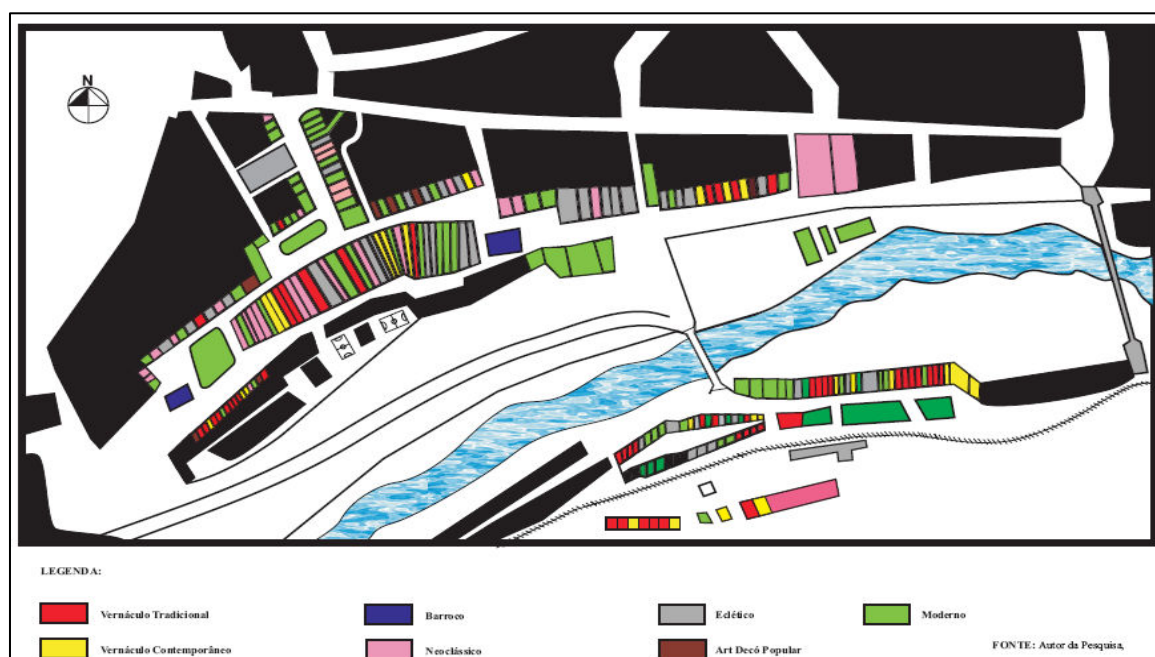 N
LEGENDA:
Vernáculo Tradicional
Barroco
Eclético
Moderno
Vernáculo Contemporâneo
Neoclássico
Art Decó Popular
FONTE: Autor da Pesquisa,